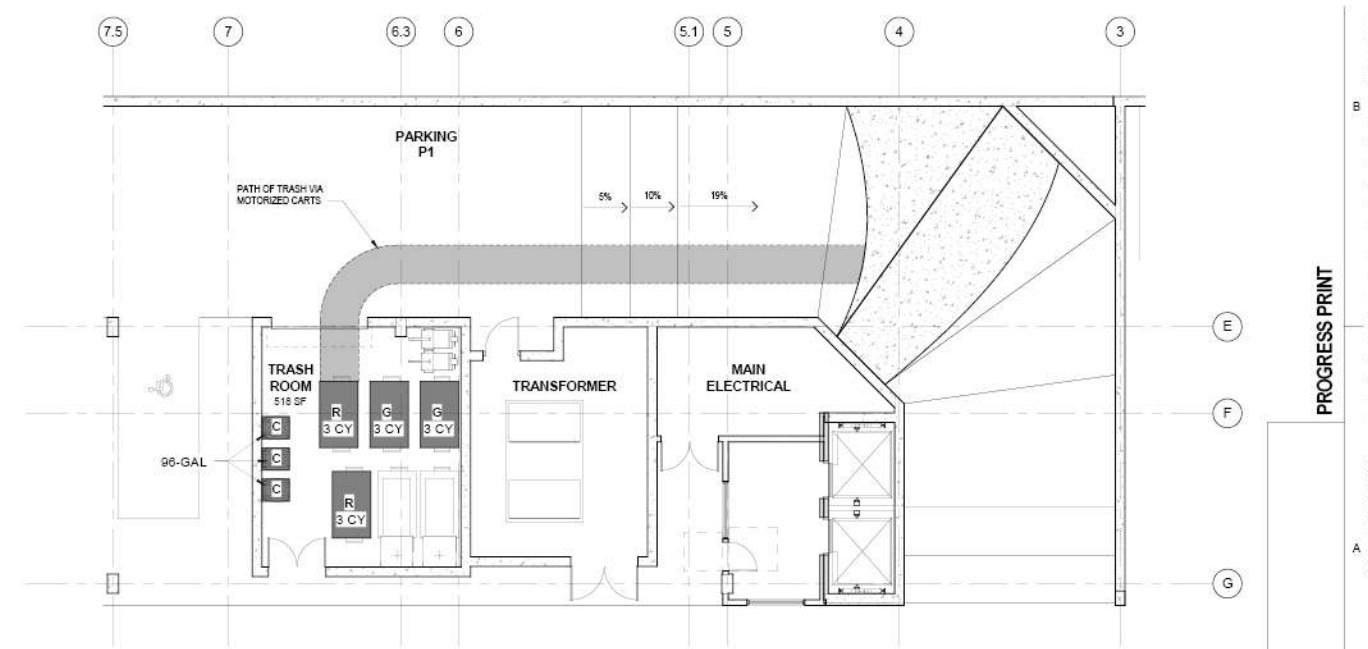 7.5
7
6.3
6
5.1
5
4
3
B
PARKING
P1
PATH OF TRASH VIA
MOTORIZED CARTS
5%
10%
19%
PROGRESS PRINT
E
TRASH
ROOM
518 SF
TRANSFORMER
MAIN
ELECTRICAL
R
3 CY
G
3 CY
G
3 CY
F
C
C
C
96-GAL
R
3 CY
A
G